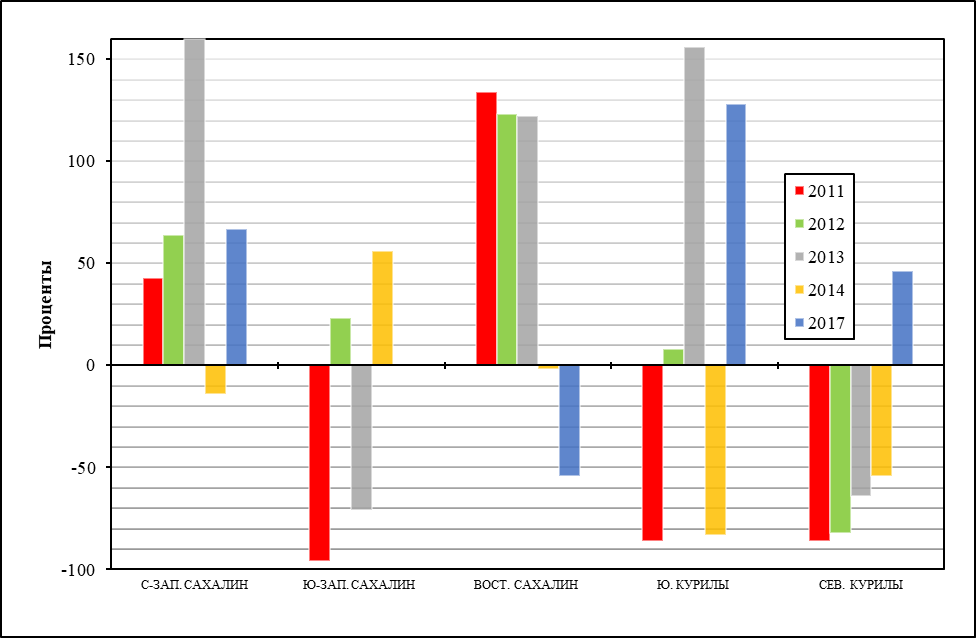 150
100
50
0
-50
-100
Проценты
2011
2012
2013
2014
2017
С-ЗАП. САХАЛИН
Ю-ЗАП. САХАЛИН
ВОСТ. САХАЛИН
Ю. КУРИЛЫ
СЕВ. КУРИЛЫ